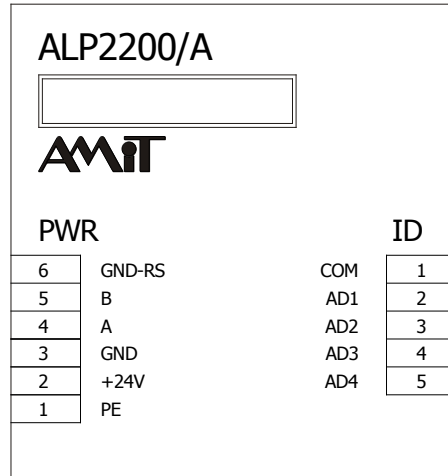 ALP2200/A
AMiT
PWR ID
6 GND-RS COM 1
5 B AD1 2
4 A AD2 3
3 GND AD3 4
2 +24V AD4 5
1 PE